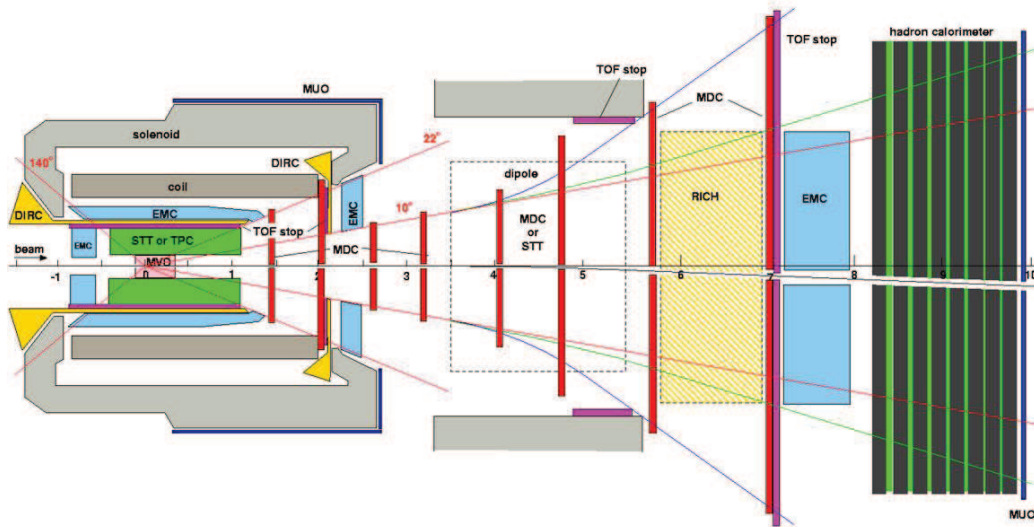 hadron calorimeter
TOF stop
TOF stop
MUO
MDC
solenoid
22°
DIRC
140°
dipole
coil
RICH
EMC
DIRC
EMC
10°
EMC
MDC
or
STT
TOF stop
EMC
STT or TPC
MDC
beam
MVD
-1 0 1 2 3 4 5 6 7 8 9 10
MUO